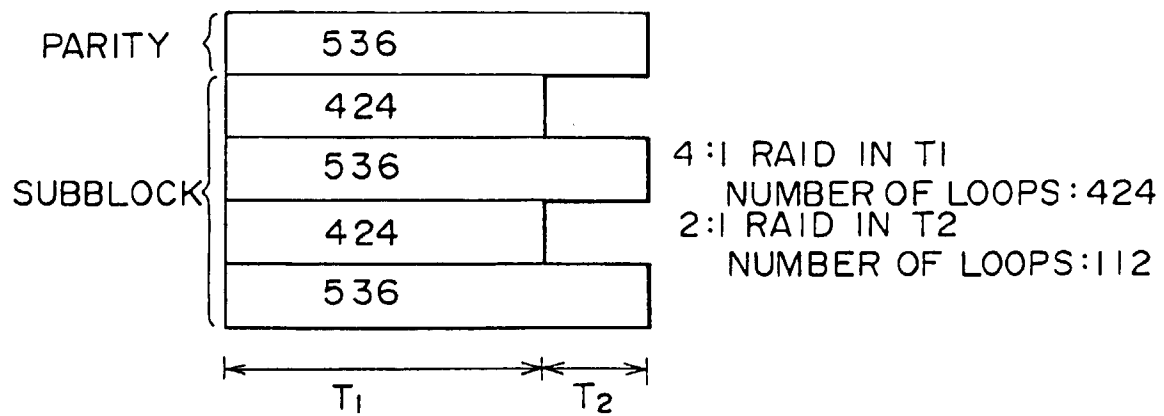 PARITY
536
424
536
SUBBLOCK
424
536
4:1 RAID IN T1
NUMBER OF LOOPS:424
2:1 RAID IN T2
NUMBER OF LOOPS:112
T1
T2